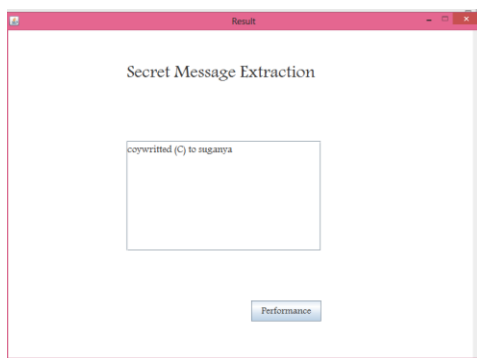 Result
Secret Message Extraction
coywritted (C) to suganya
Performance